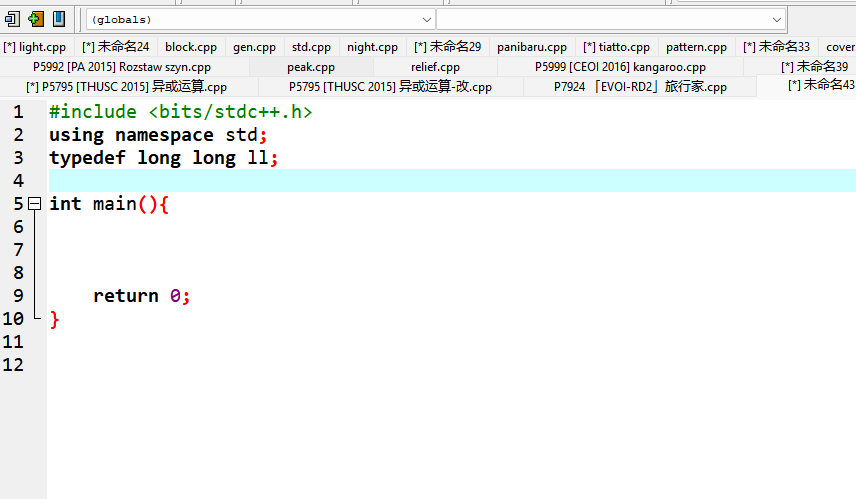 (globals)
[*] light.cpp [*] 未命名24 block.cpp gen.cpp std.cpp night.cpp [*] 未命名29 panibaru.cpp [*] tiatto.cpp pattern.cpp [*] 未命名33 cover
P5992 [PA 2015] Rozstaw szyn.cpp peak.cpp relief.cpp P5999 [CEOI 2016] kangaroo.cpp [*] 未命名39
[*] P5795 [THUSC 2015] 异或运算.cpp P5795 [THUSC 2015] 异或运算-改.cpp P7924 「EVOI-RD2」旅行家.cpp [*] 未命名43
1 #include <bits/stdc++.h>
2 using namespace std;
3 typedef long long ll;
4
5 int main(){
6
7
8
9 return 0;
10 }
11
12